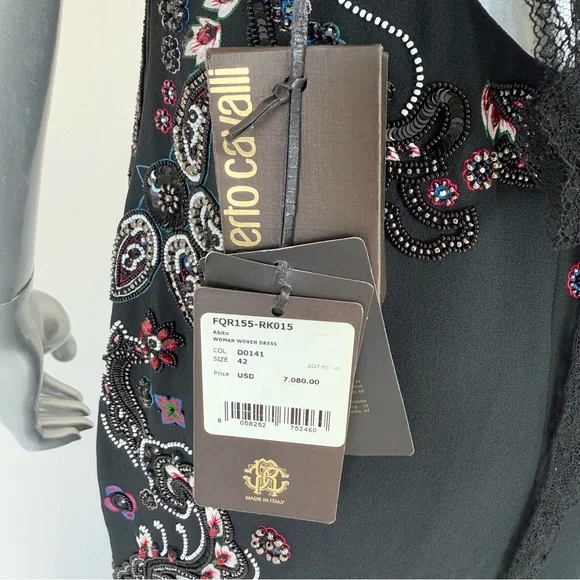 erto cavalli
FQR155-RK015
Abito
WOMAN WOVEN DRESS
COL. D0141
SIZE 42
Price USD 7.080.00
8 058252 752460
MADE IN ITALY